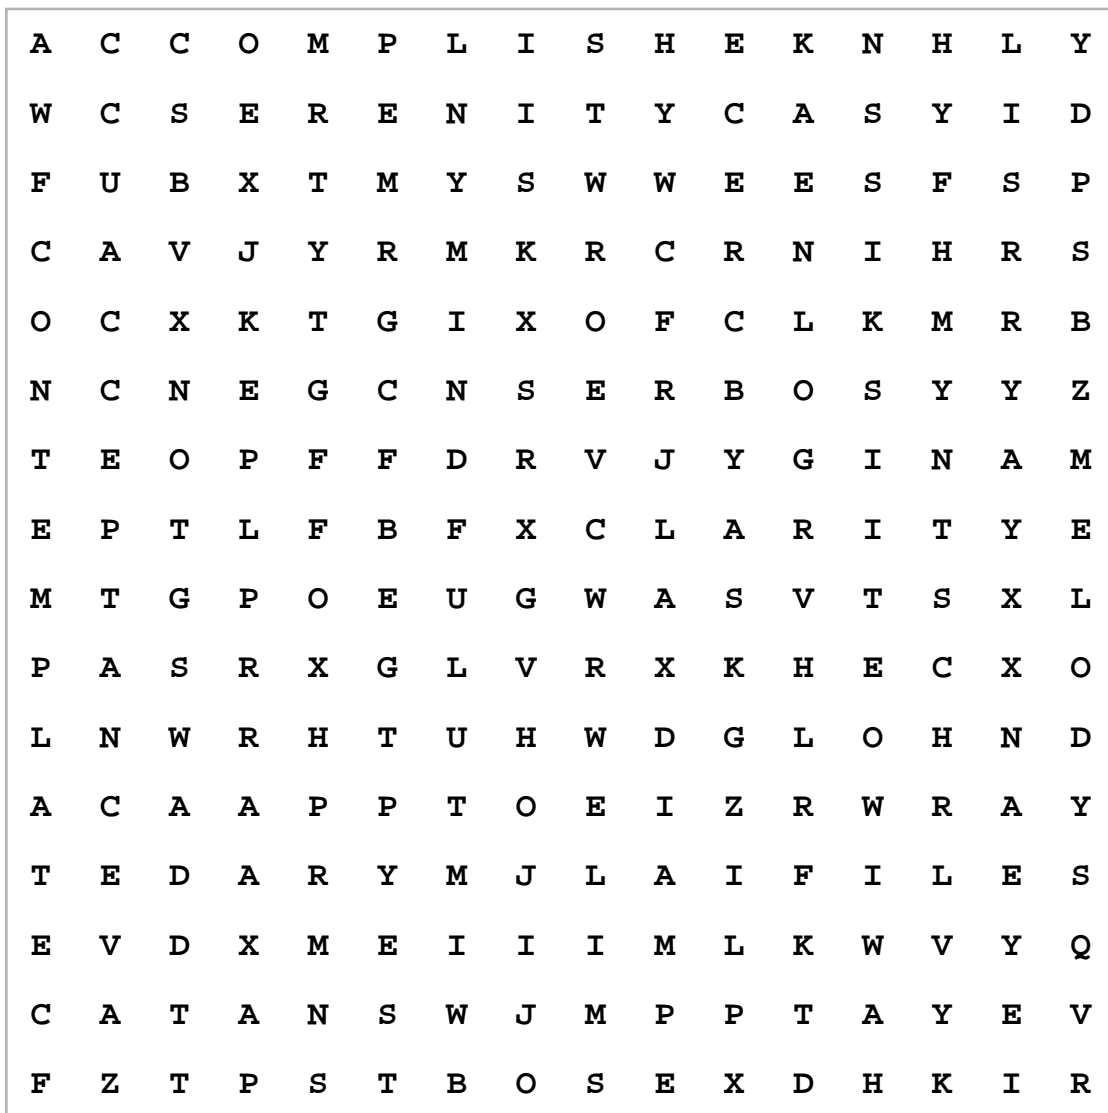 A C C O M P L I S H E K N H L Y
W C S E R E N I T Y C A S Y I D
F U B X T M Y S W W E E S F S P
C A V J Y R M K R C R N I H R S
O C X K T G I X O F C L K M R B
N C N E G C N S E R B O S Y Y Z
T E O P F F D R V J Y G I N A M
E P T L F B F X C L A R I T Y E
M T G P O E U G W A S V T S X L
P A S R X G L V R X K H E C X O
L N W R H T U H W D G L O H N D
A C A A P P T O E I Z R W R A Y
T E D A R Y M J L A I F I L E S
E V D X M E I I I M L K W V Y Q
C A T A N S W J M P P T A Y E V
F Z T P S T B O S E X D H K I R